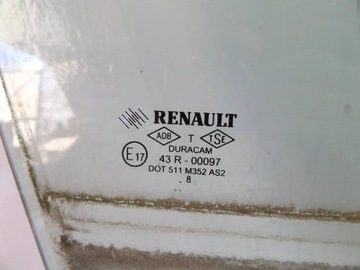 RENAULT
ADB T TSE
DURACAM
E17 43 R - 00097
DOT 511 M352 AS2
. 8
. .